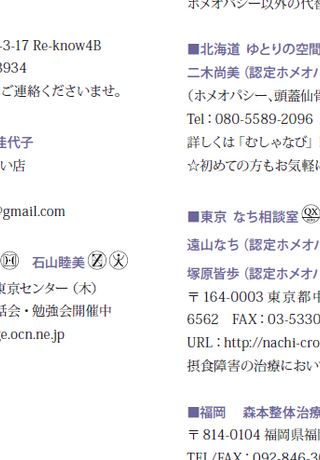 -3-17 Re-know4B
3934
ご連絡くださいませ。
佳代子
い店
@gmail.com
石山睦美
東京センター（木）
話会・勉強会開催中
ge.ocn.ne.jp
ホメオパシー以外の代替
■北海道 ゆとりの空間
二木尚美（認定ホメオパ
（ホメオパシー、頭蓋仙骨
Tel：080-5589-2096
詳しくは「むしゃなび」
☆初めての方もお気軽に
■東京 なち相談室 QX
遠山なち（認定ホメオパ
塚原皆歩（認定ホメオパ
〒164-0003 東京都中
6562　FAX：03-5330
URL：http://nachi-cro
摂食障害の治療におい
■福岡　森本整体治療
〒814-0104 福岡県福
TEL/FAX：092-846-30